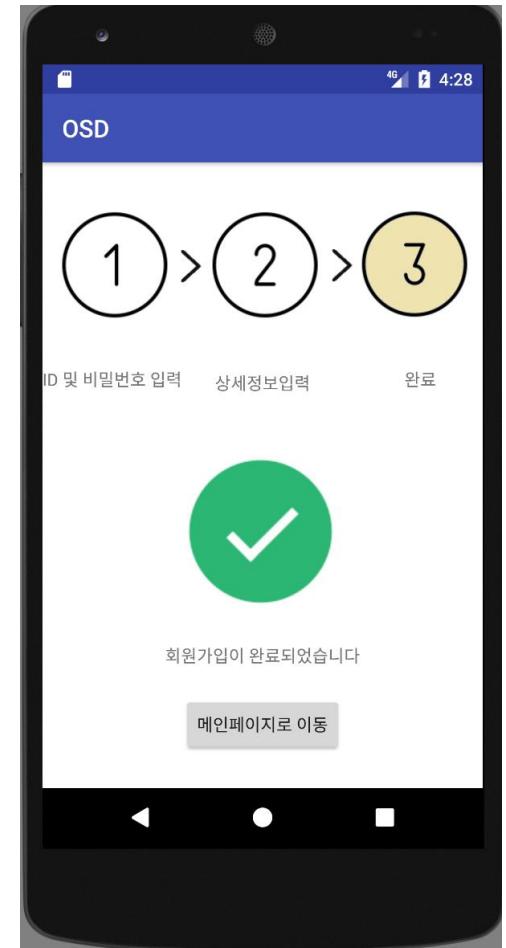 4G 4:28
OSD
1 > 2 > 3
ID 및 비밀번호 입력 상세정보입력 완료
회원가입이 완료되었습니다
메인페이지로 이동